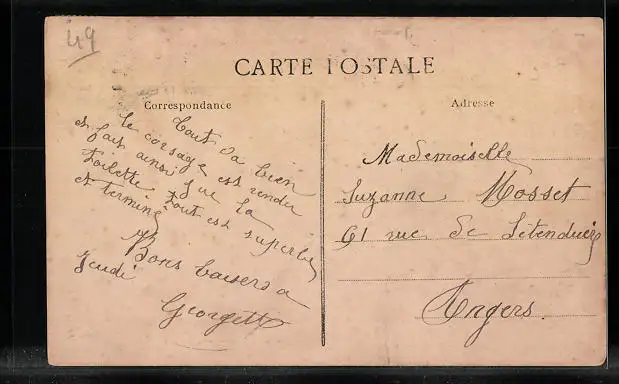 49
CARTE POSTALE
Correspondance
Adresse
Tout va bien
le corsage est rendu
et fait ainsi que la
toilette tout est superbe
et terminé
Bons baisers a
Jeudi
Georgette
Mademoiselle
Suzanne Mosset
61 rue de Létenduère
Angers.